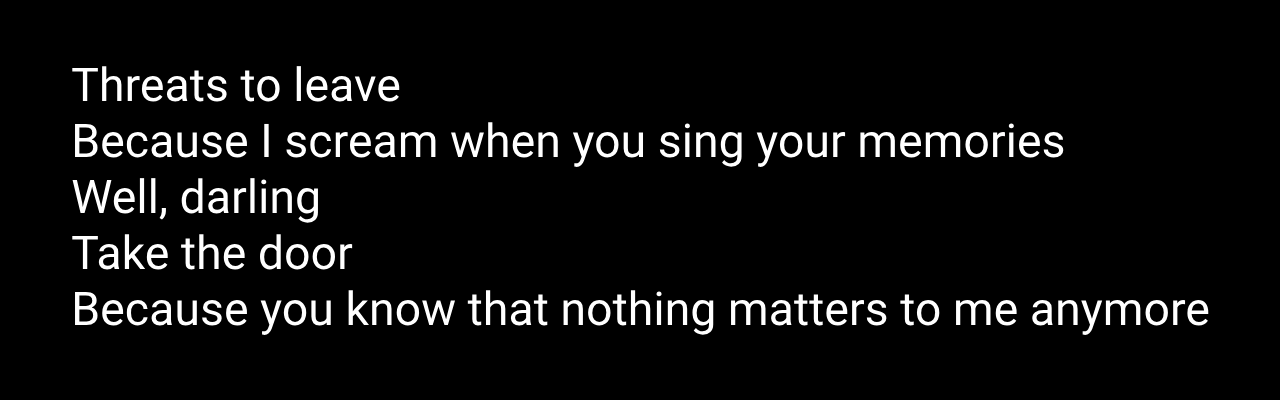 Threats to leave
Because I scream when you sing your memories
Well, darling
Take the door
Because you know that nothing matters to me anymore